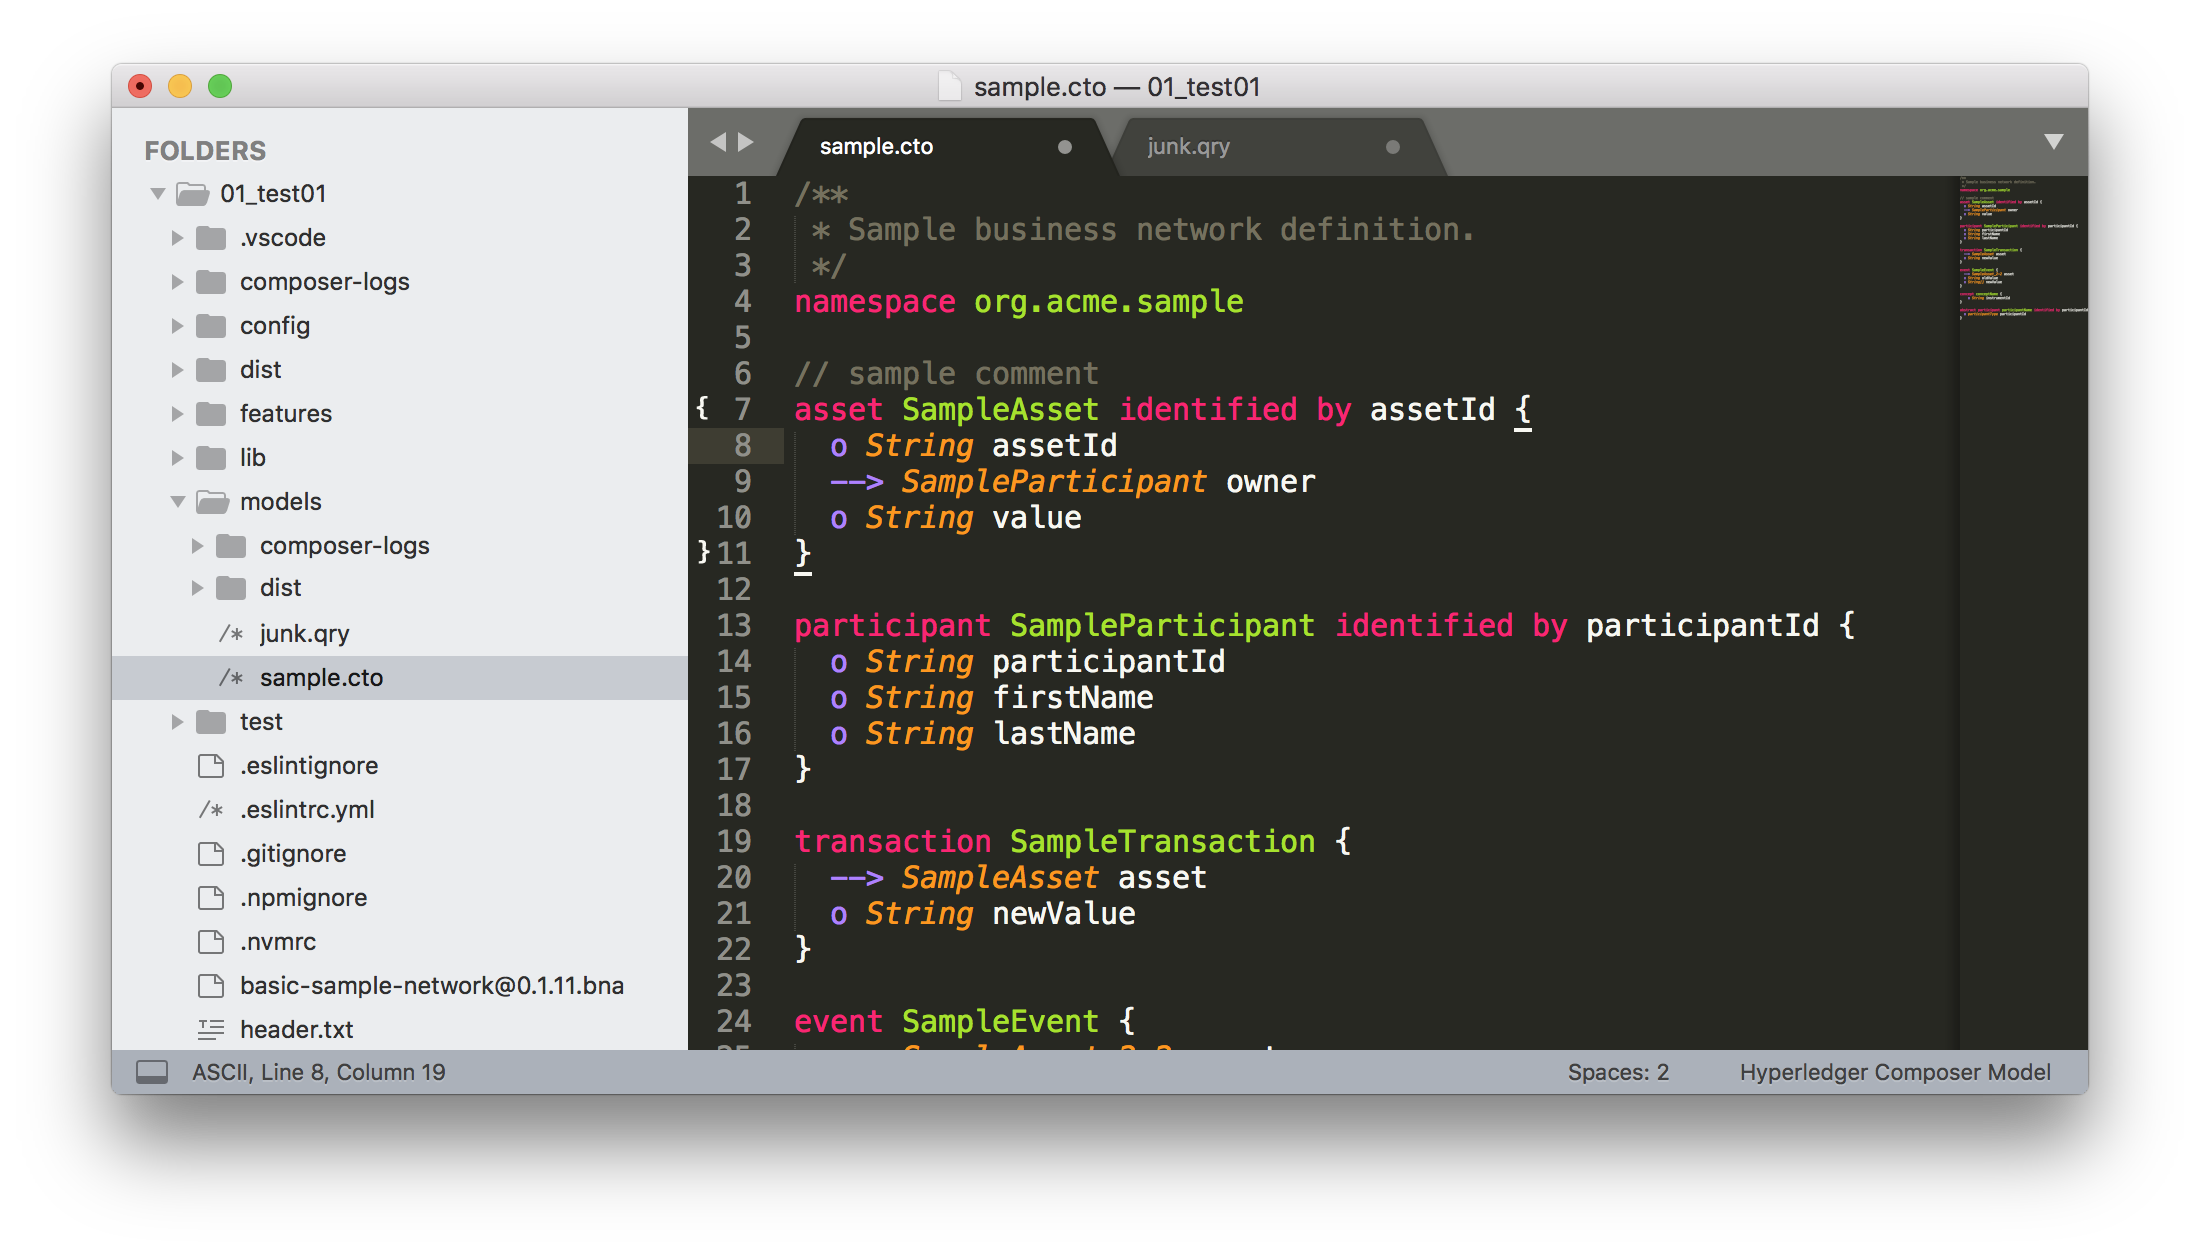 sample.cto — 01_test01
FOLDERS
01_test01
.vscode
composer-logs
config
dist
features
lib
models
composer-logs
dist
/* junk.qry
/* sample.cto
test
.eslintignore
/* .eslintrc.yml
.gitignore
.npmignore
.nvmrc
basic-sample-network@0.1.11.bna
header.txt
sample.cto
junk.qry
1 /**
2  * Sample business network definition.
3  */
4 namespace org.acme.sample
5
6 // sample comment
{ 7 asset SampleAsset identified by assetId {
8   o String assetId
9   --> SampleParticipant owner
10   o String value
} 11 }
12
13 participant SampleParticipant identified by participantId {
14   o String participantId
15   o String firstName
16   o String lastName
17 }
18
19 transaction SampleTransaction {
20   --> SampleAsset asset
21   o String newValue
22 }
23
24 event SampleEvent {
ASCII, Line 8, Column 19
Spaces: 2
Hyperledger Composer Model